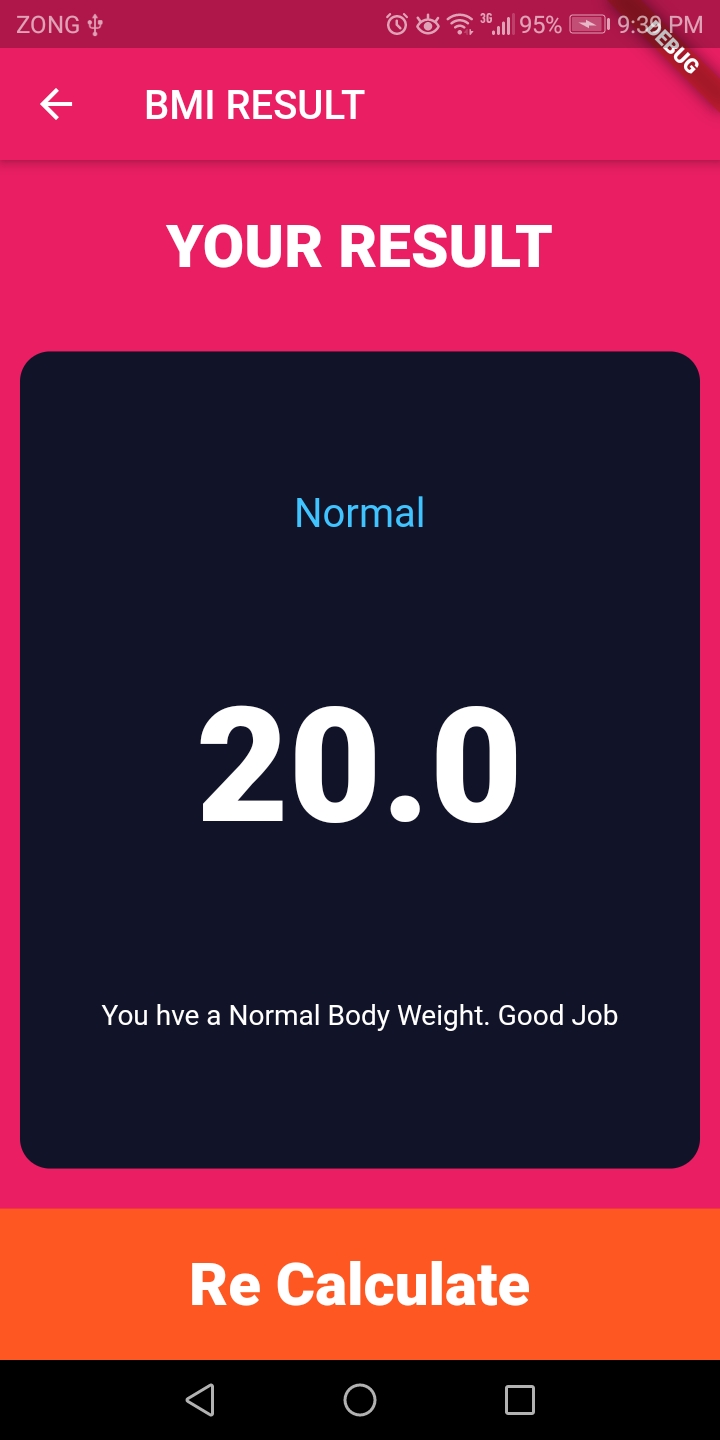 ZONG 3G 95% 9:39 PM
DEBUG
BMI RESULT
YOUR RESULT
Normal
20.0
You hve a Normal Body Weight. Good Job
Re Calculate